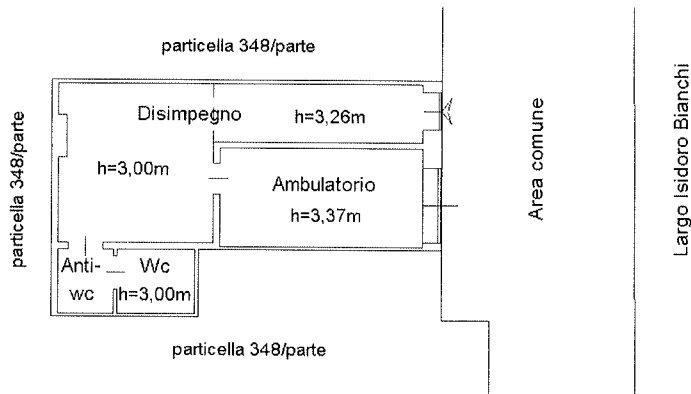 particella 348/parte
Disimpegno
h=3,26m
h=3,00m
Ambulatorio
h=3,37m
Anti-
wc
Wc
h=3,00m
particella 348/parte
particella 348/parte
Area comune
Largo Isidoro Bianchi